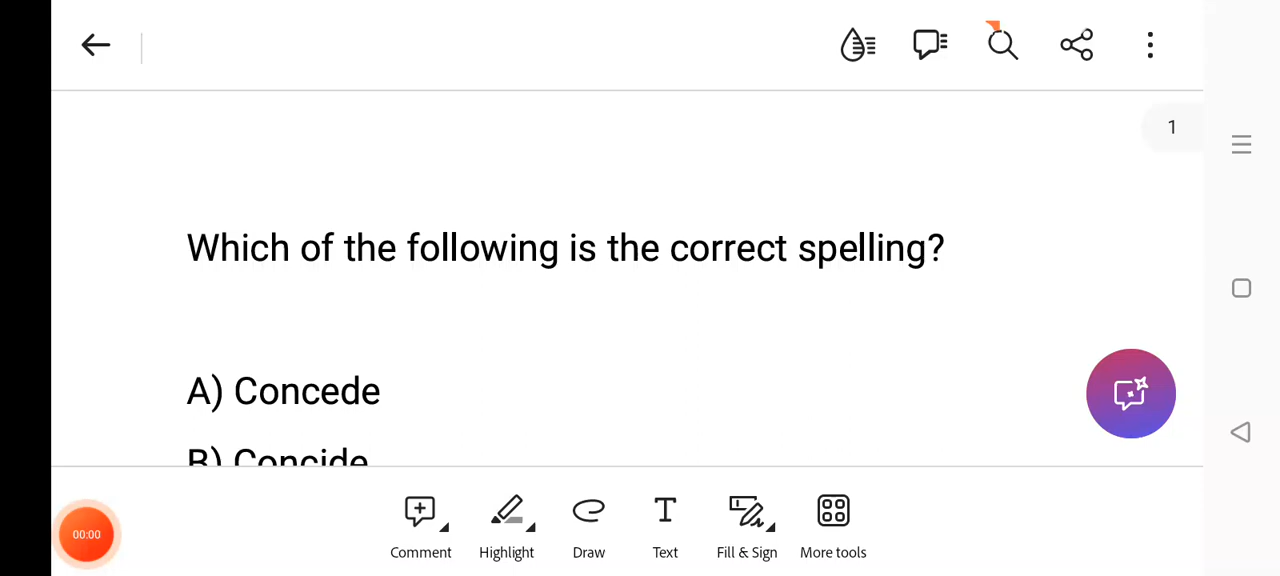 1
Which of the following is the correct spelling?
A) Concede
B) Concide
Comment Highlight Draw Text Fill & Sign More tools
00:00